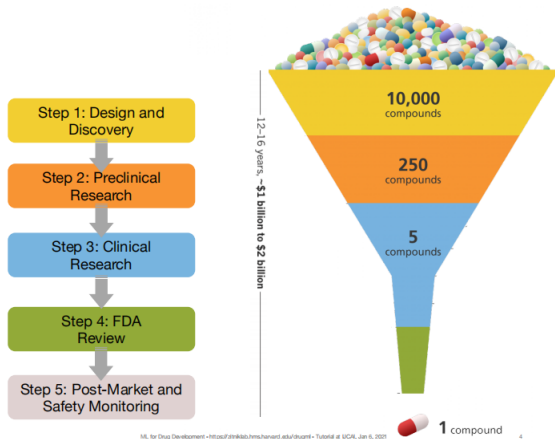 Step 1: Design and
Discovery
Step 2: Preclinical
Research
Step 3: Clinical
Research
Step 4: FDA
Review
Step 5: Post-Market and
Safety Monitoring
12–16 years, ~$1 billion to $2 billion
10,000
compounds
250
compounds
5
compounds
1 compound
ML for Drug Development • https://zitniklab.hms.harvard.edu/drugml • Tutorial at IJCAI, Jan 6, 2021
4